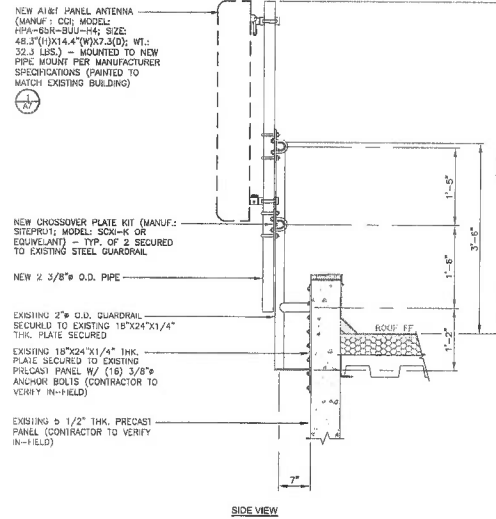 NEW AT&T PANEL ANTENNA
(MANUF: CCI; MODEL:
HPA-65R-BUU-H4; SIZE:
48.3"(H)X14.4"(W)X7.3(D); WT.:
32.3 LBS.) - MOUNTED TO NEW
PIPE MOUNT PER MANUFACTURER
SPECIFICATIONS (PAINTED TO
MATCH EXISTING BUILDING)
1
A7
NEW CROSSOVER PLATE KIT (MANUF.:
SITEPRO1; MODEL: SCX1-K OR
EQUIVELANT) - TYP. OF 2 SECURED
TO EXISTING STEEL GUARDRAIL
NEW 2 3/8"ø O.D. PIPE
EXISTING 2"ø O.D. GUARDRAIL
SECURED TO EXISTING 18"X24"X1/4"
THK. PLATE SECURED
EXISTING 18"X24"X1/4" THK.
PLATE SECURED TO EXISTING
PRECAST PANEL W/ (16) 3/8"ø
ANCHOR BOLTS (CONTRACTOR TO
VERIFY IN-FIELD)
EXISTING 5 1/2" THK. PRECAST
PANEL (CONTRACTOR TO VERIFY
IN-FIELD)
1'-6"
3'-6"
1'-6"
ROOF FF
1'-2"
7"
SIDE VIEW